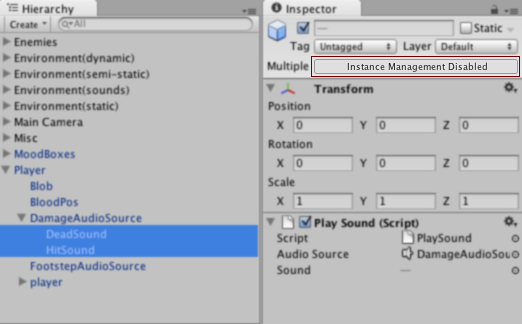 Hierarchy
Create
All
Enemies
Environment(dynamic)
Environment(semi-static)
Environment(sounds)
Environment(static)
Main Camera
Misc
MoodBoxes
Player
Blob
BloodPos
DamageAudioSource
DeadSound
HitSound
FootstepAudioSource
player
Inspector
— Static
Tag Untagged Layer Default
Multiple Instance Management Disabled
Transform
Position
X 0 Y 0 Z 0
Rotation
X 0 Y 0 Z 0
Scale
X 1 Y 1 Z 1
Play Sound (Script)
Script PlaySound
Audio Source DamageAudioSou
Sound —